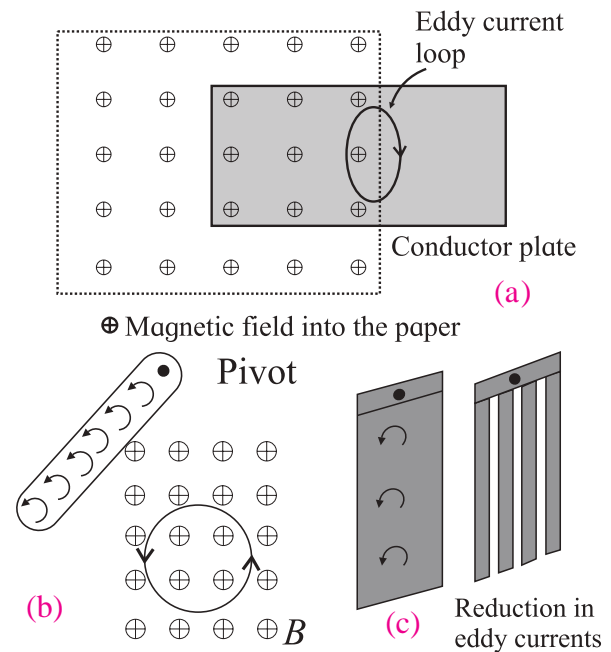 Eddy current
loop
Conductor plate
(a)
⊕ Magnetic field into the paper
Pivot
(b)
B
(c)
Reduction in
eddy currents